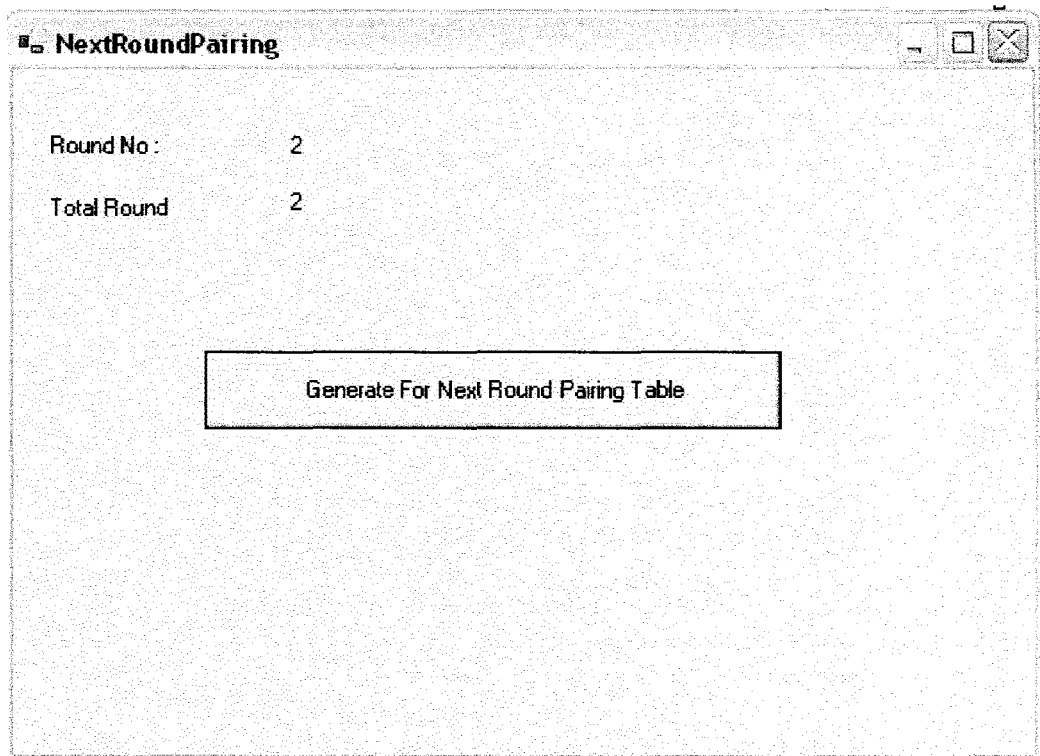 NextRoundPairing
Round No : 2
Total Round 2
Generate For Next Round Pairing Table